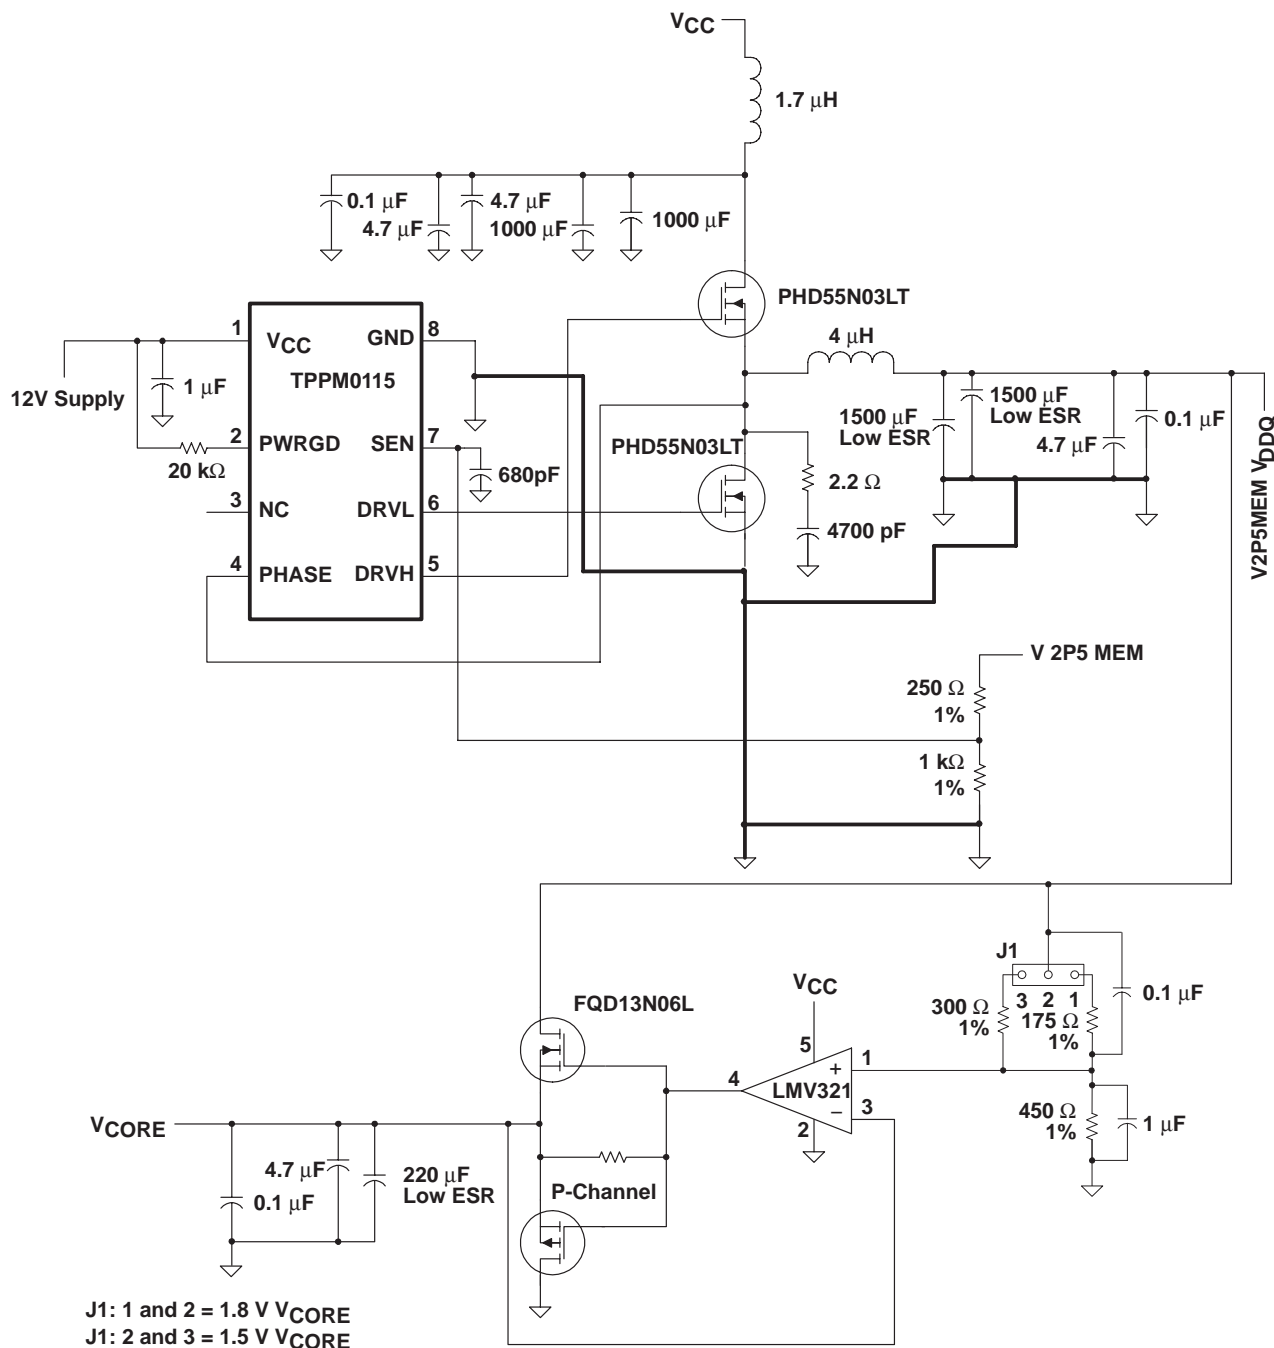 VCC
1.7 μH
0.1 μF
4.7 μF
4.7 μF
1000 μF
1000 μF
PHD55N03LT
1
VCC
GND
8
TPPM0115
1 μF
12V Supply
2
PWRGD
SEN
7
20 kΩ
680pF
3
NC
DRVL
6
4
PHASE
DRVH
5
PHD55N03LT
4 μH
1500 μF
Low ESR
1500 μF
Low ESR
4.7 μF
0.1 μF
2.2 Ω
4700 pF
V2P5MEM VDDQ
V 2P5 MEM
250 Ω
1%
1 kΩ
1%
J1
3 2 1
300 Ω
1%
175 Ω
1%
0.1 μF
VCC
5
FQD13N06L
4
+
LMV321
−
1
3
2
450 Ω
1%
1 μF
VCORE
4.7 μF
0.1 μF
220 μF
Low ESR
P-Channel
J1: 1 and 2 = 1.8 V VCORE
J1: 2 and 3 = 1.5 V VCORE